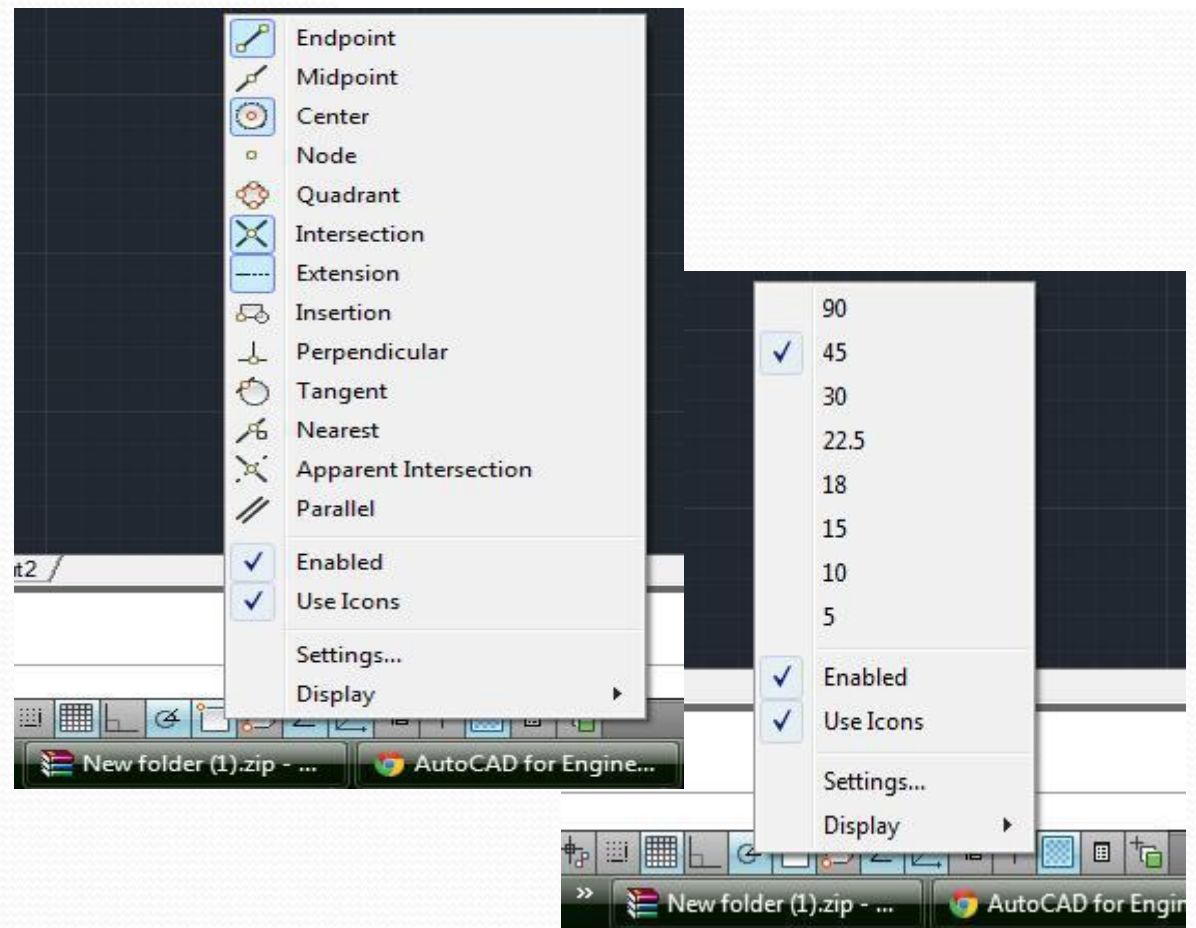 Endpoint
Midpoint
Center
Node
Quadrant
Intersection
Extension
Insertion
Perpendicular
Tangent
Nearest
Apparent Intersection
Parallel
Enabled
Use Icons
Settings...
Display
New folder (1).zip - ...
AutoCAD for Engine...
90
45
30
22.5
18
15
10
5
Enabled
Use Icons
Settings...
Display
» New folder (1).zip - ...
AutoCAD for Engin